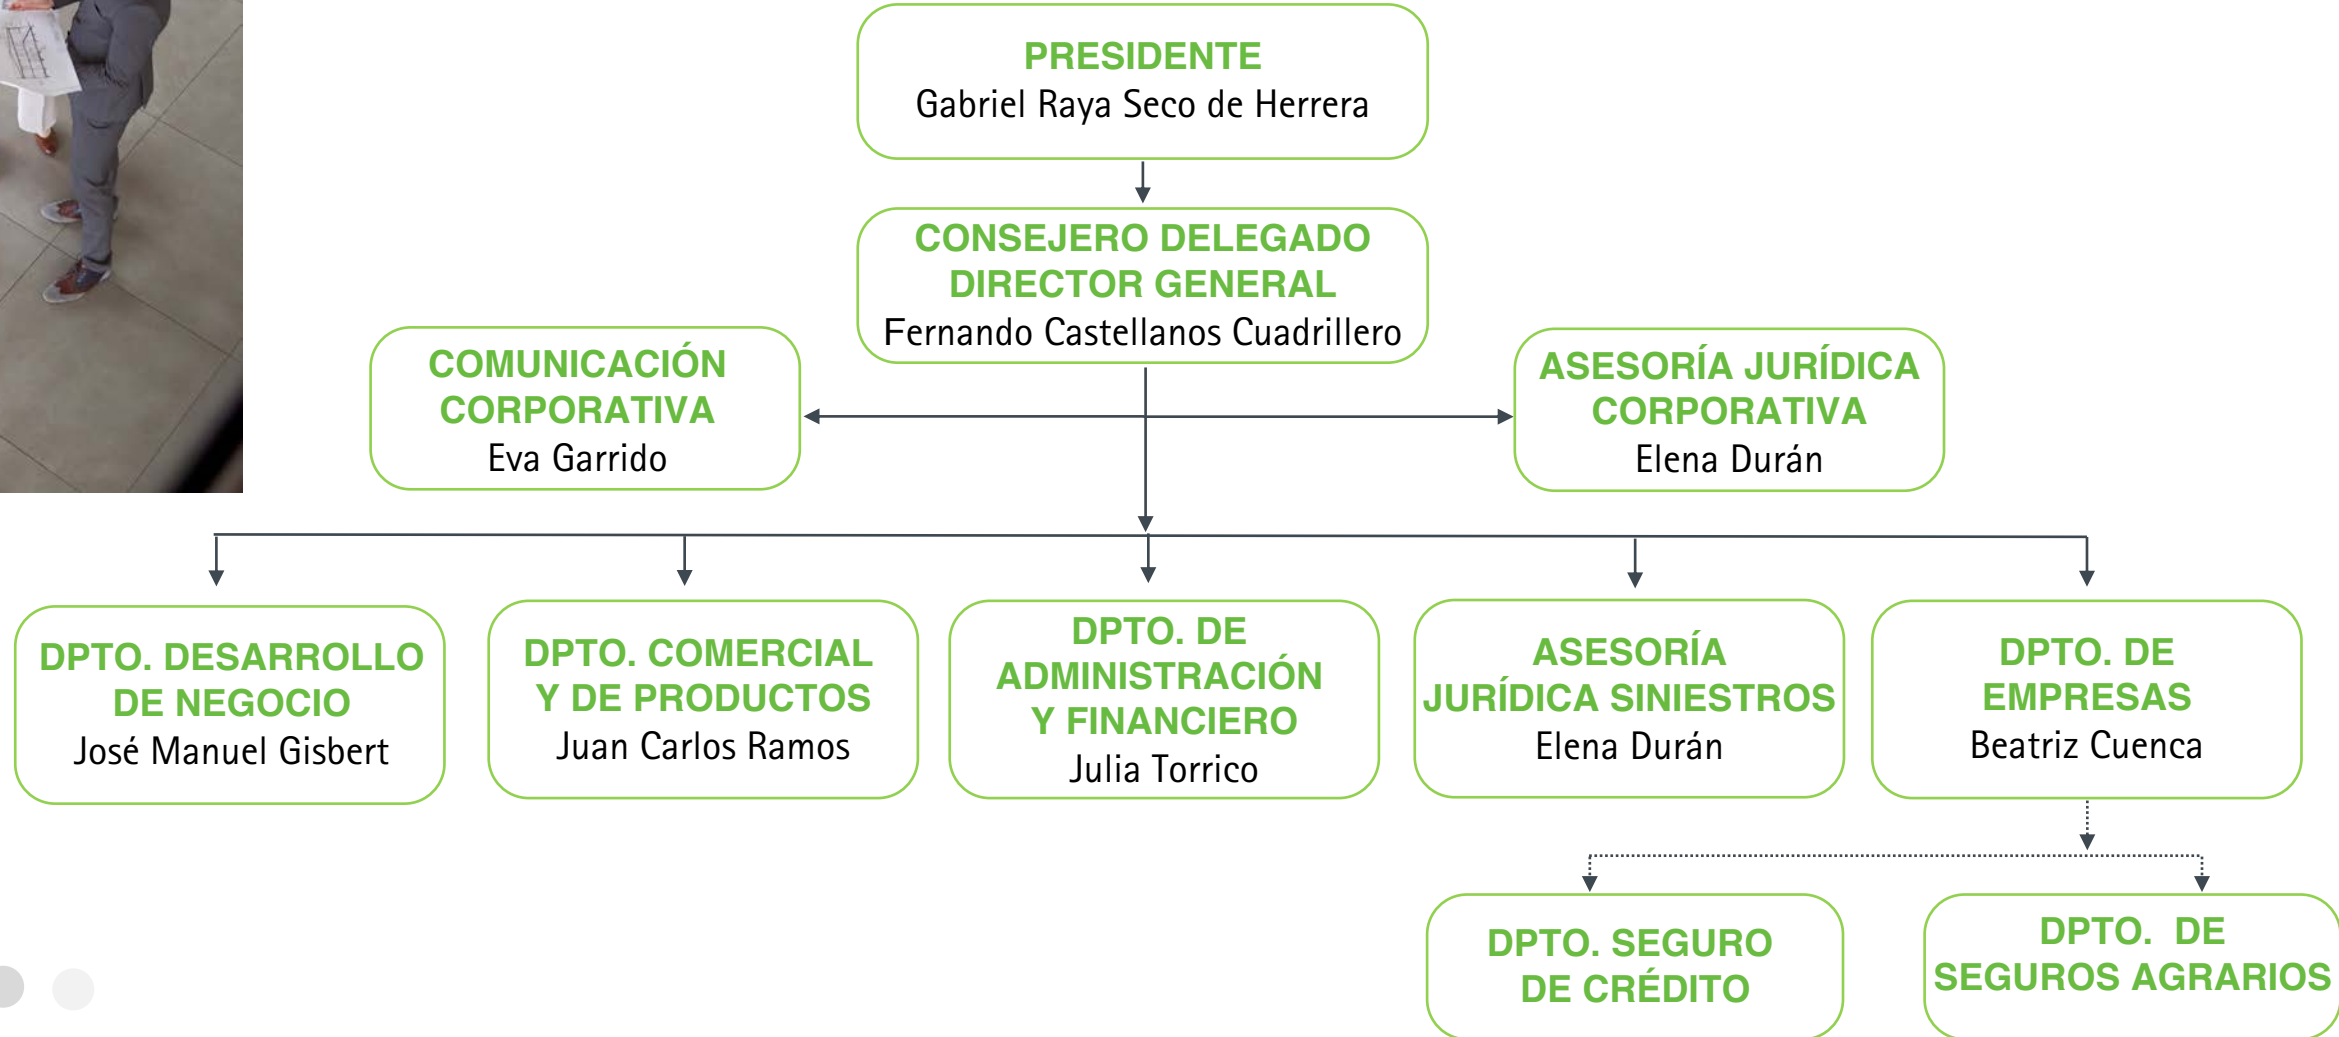 PRESIDENTE
Gabriel Raya Seco de Herrera
CONSEJERO DELEGADO
DIRECTOR GENERAL
Fernando Castellanos Cuadrillero
COMUNICACIÓN
CORPORATIVA
Eva Garrido
ASESORÍA JURÍDICA
CORPORATIVA
Elena Durán
DPTO. DESARROLLO
DE NEGOCIO
José Manuel Gisbert
DPTO. COMERCIAL
Y DE PRODUCTOS
Juan Carlos Ramos
DPTO. DE
ADMINISTRACIÓN
Y FINANCIERO
Julia Torrico
ASESORÍA
JURÍDICA SINIESTROS
Elena Durán
DPTO. DE
EMPRESAS
Beatriz Cuenca
DPTO. SEGURO
DE CRÉDITO
DPTO. DE
SEGUROS AGRARIOS